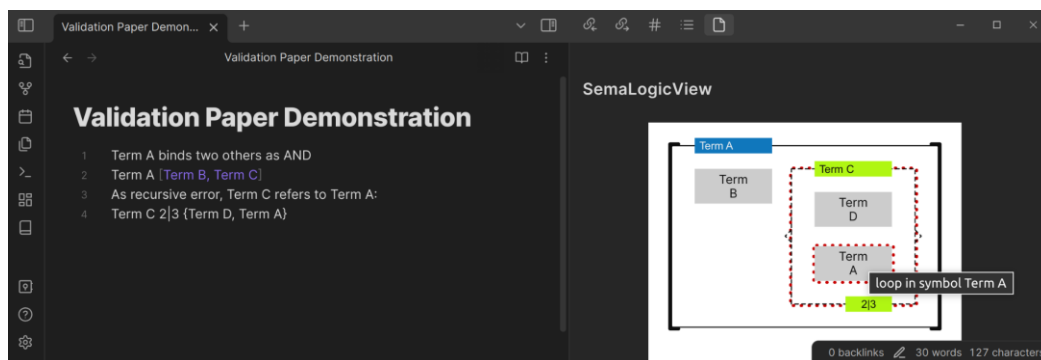 Validation Paper Demon...
Validation Paper Demonstration
Validation Paper Demonstration
1 Term A binds two others as AND
2 Term A [Term B, Term C]
3 As recursive error, Term C refers to Term A:
4 Term C 2|3 {Term D, Term A}
SemaLogicView
Term A
Term C
Term
B
Term
D
Term
A
loop in symbol Term A
2|3
0 backlinks 30 words 127 character